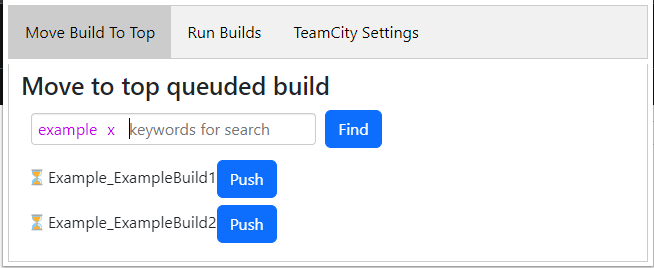 Move Build To Top Run Builds TeamCity Settings
Move to top queuded build
example x keywords for search Find
Example_ExampleBuild1 Push
Example_ExampleBuild2 Push